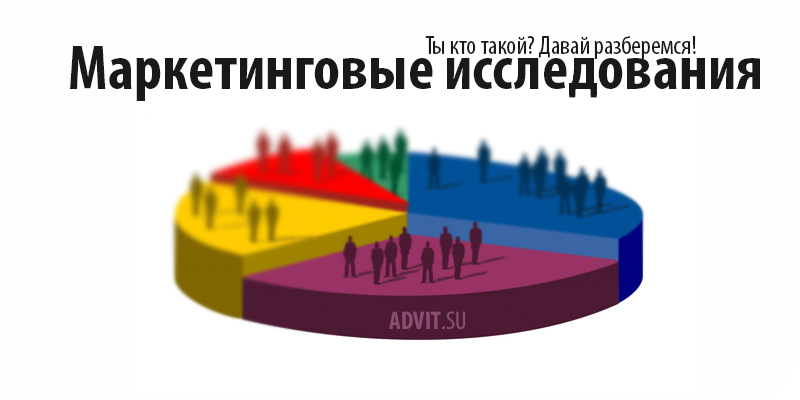 Ты кто такой? Давай разберемся!
Маркетинговые исследования
ADVIT.SU